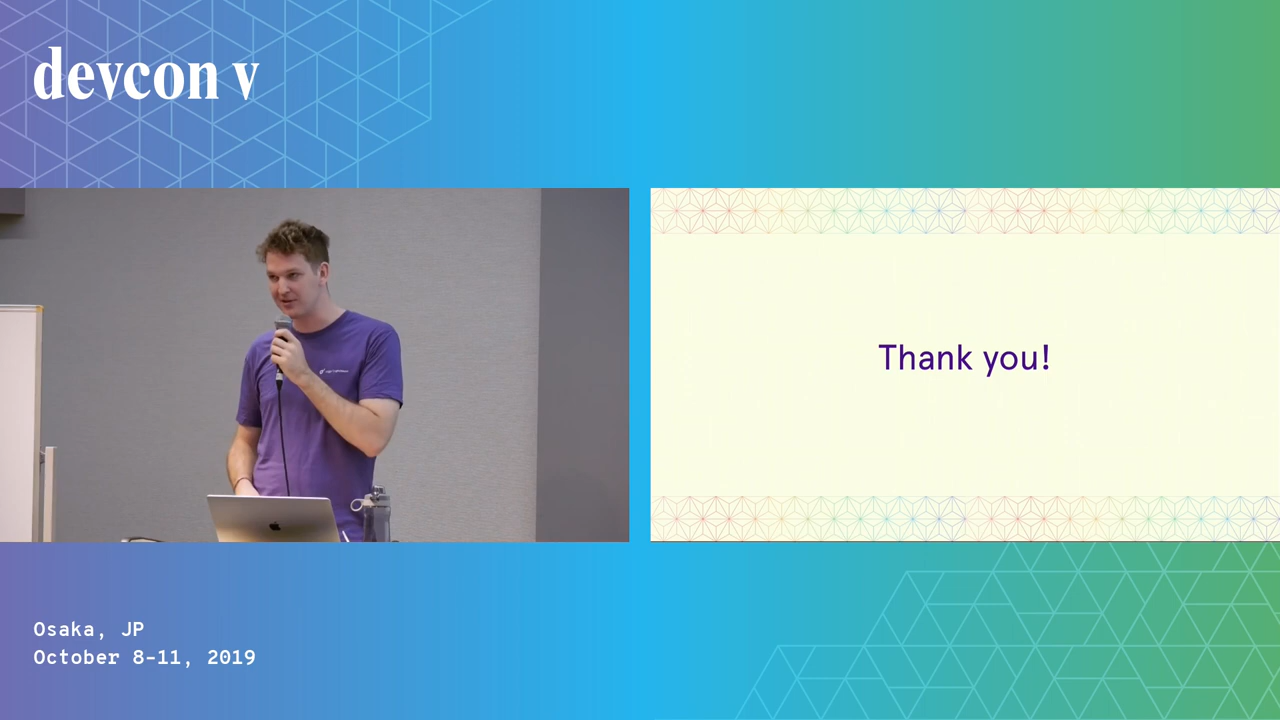 devcon v
Thank you!
Osaka, JP
October 8-11, 2019